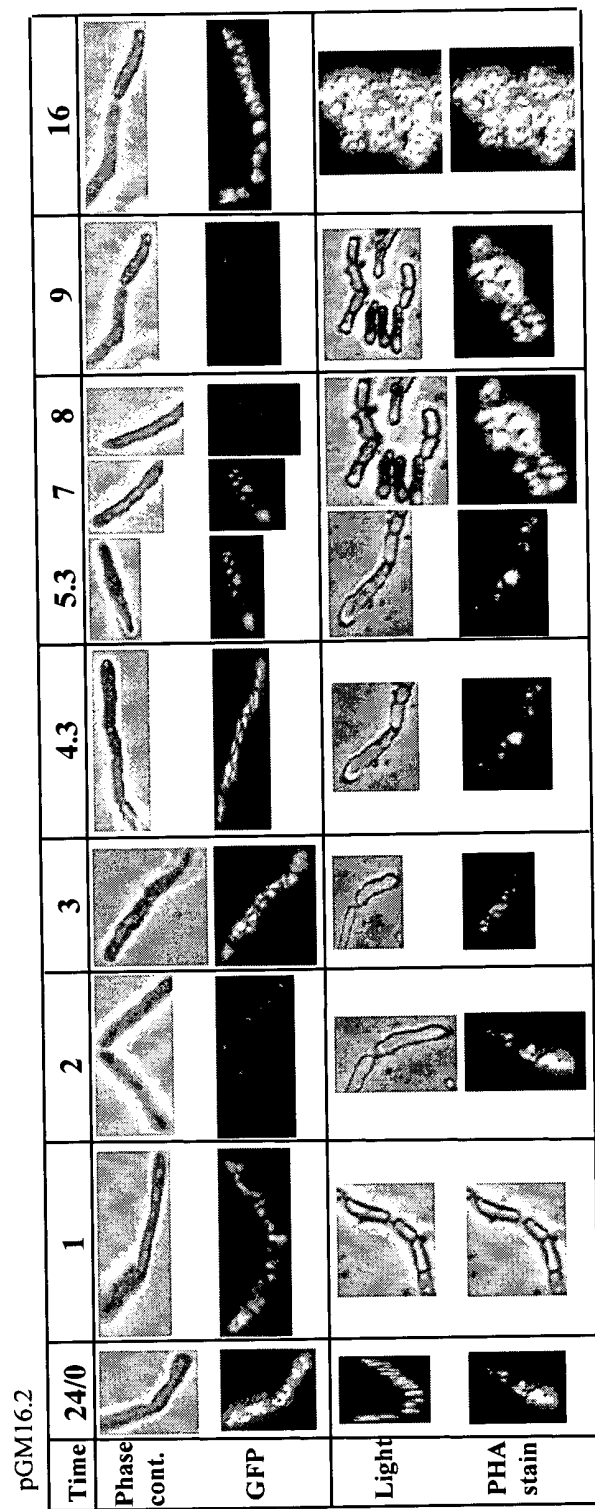 pGM16.2
Time 24/0 1 2 3 4.3 5.3 7 8 9 16
Phase cont.
GFP
Light
PHA stain